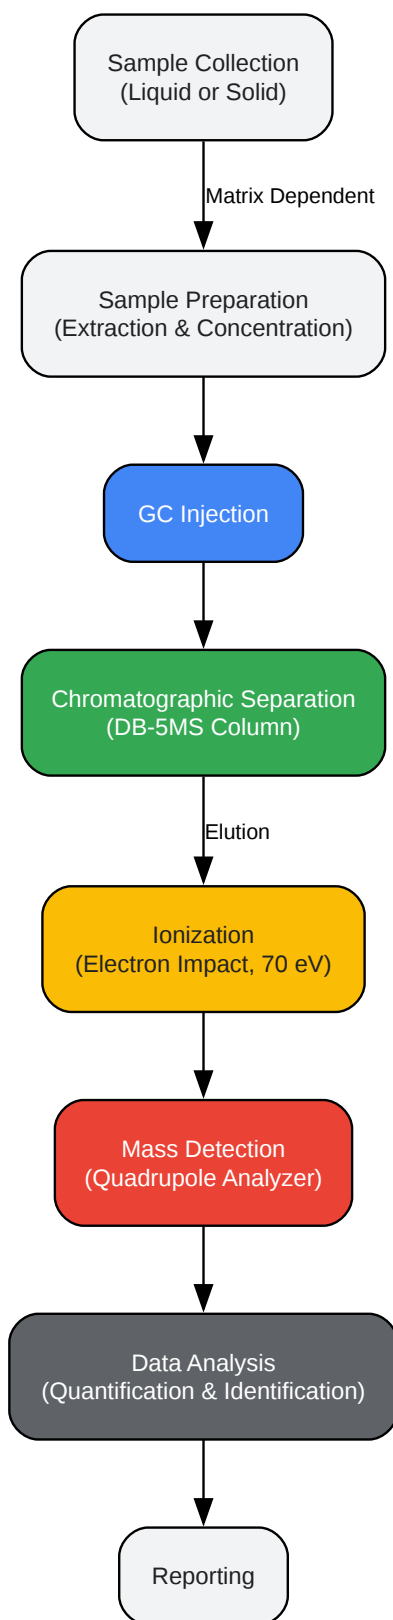 Sample Collection
(Liquid or Solid)
Matrix Dependent
Sample Preparation
(Extraction & Concentration)
GC Injection
Chromatographic Separation
(DB-5MS Column)
Elution
Ionization
(Electron Impact, 70 eV)
Mass Detection
(Quadrupole Analyzer)
Data Analysis
(Quantification & Identification)
Reporting